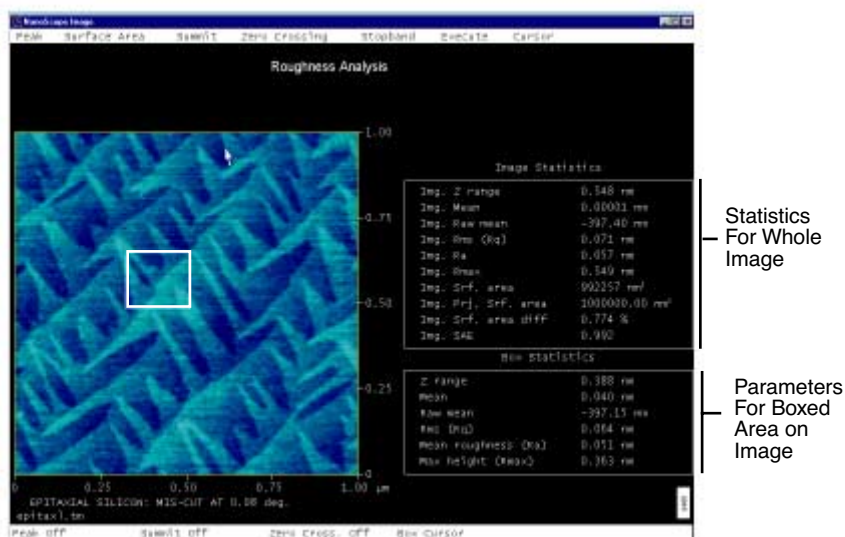 NanoScope Image
Peak Surface Area Summit Zero Crossing Stopband Execute Cursor
Roughness Analysis
1.00
0.75
0.50
0.25
0
0 0.25 0.50 0.75 1.00 µm
EPITAXIAL SILICON: MIS-CUT AT 0.08 deg.
epitaxl.tm
Image Statistics
Img. Z range 0.548 nm
Img. Mean 0.00001 nm
Img. Raw mean -397.40 nm
Img. Rms (Rq) 0.071 nm
Img. Ra 0.057 nm
Img. Rmax 0.549 nm
Img. Srf. area 992257 nm²
Img. Prj. Srf. area 1000000.00 nm²
Img. Srf. area diff 0.774 %
Img. SAE 0.992
Statistics
For Whole
Image
Box Statistics
Z range 0.388 nm
Mean 0.040 nm
Raw mean -397.15 nm
Rms (Rq) 0.064 nm
Mean roughness (Ra) 0.051 nm
Max height (Rmax) 0.363 nm
Parameters
For Boxed
Area on
Image
Peak Off Summit Off Zero Cross. Off Box Cursor